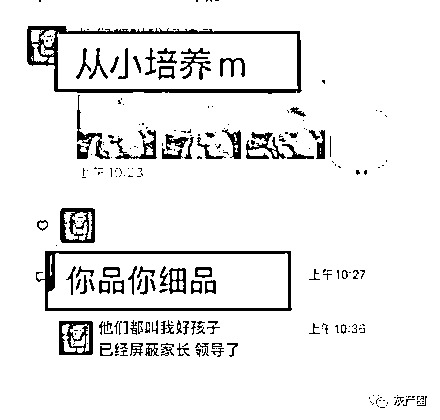 从小培养m
上午10:23
你品你细品
上午10:27
他们都叫我好孩子
上午10:36
已经屏蔽家长 领导了
灰产圈